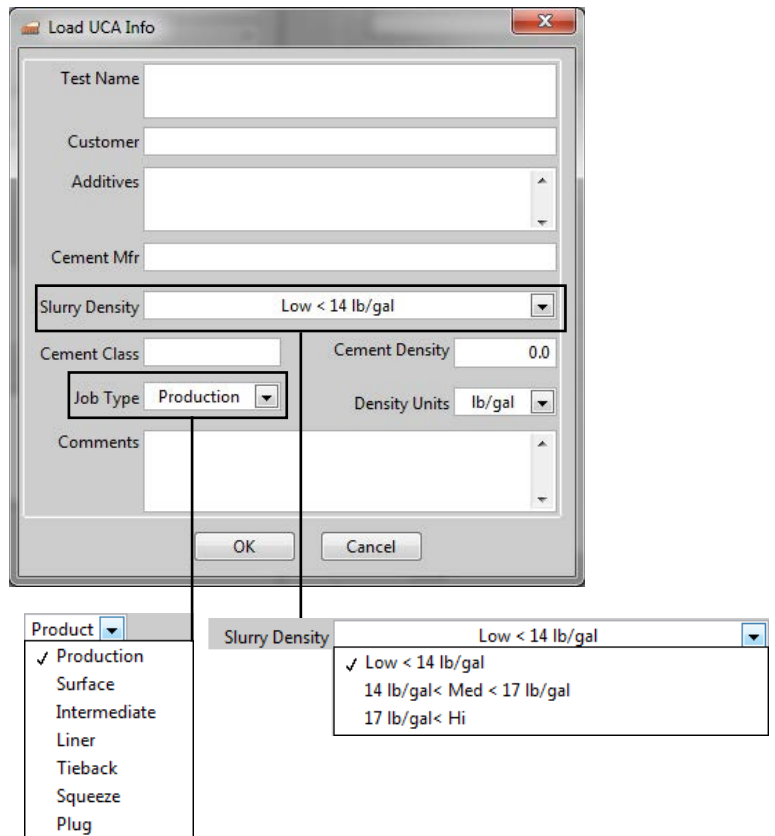 Load UCA Info
x
Test Name
Customer
Additives
Cement Mfr
Slurry Density Low < 14 lb/gal
Cement Class Cement Density 0.0
Job Type Production Density Units lb/gal
Comments
OK Cancel
Product
✓ Production
Surface
Intermediate
Liner
Tieback
Squeeze
Plug
Slurry Density Low < 14 lb/gal
✓ Low < 14 lb/gal
14 lb/gal< Med < 17 lb/gal
17 lb/gal< Hi